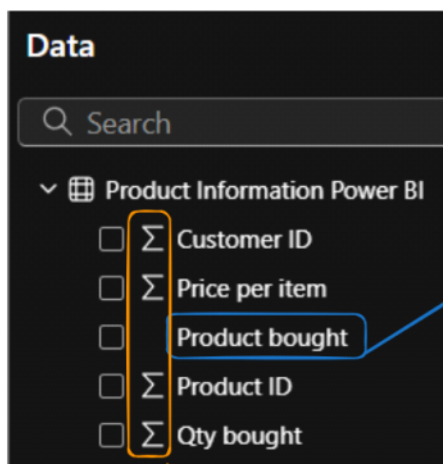 Data
Search
Product Information Power BI
Σ Customer ID
Σ Price per item
Product bought
Σ Product ID
Σ Qty bought